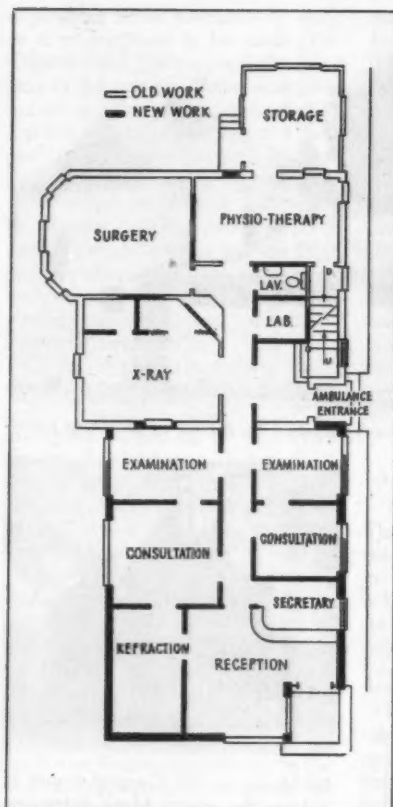 OLD WORK
NEW WORK
STORAGE
SURGERY
PHYSIO-THERAPY
LAV.
D
LAB.
X-RAY
U
AMBULANCE
ENTRANCE
EXAMINATION
EXAMINATION
CONSULTATION
CONSULTATION
SECRETARY
REFRACTION
RECEPTION